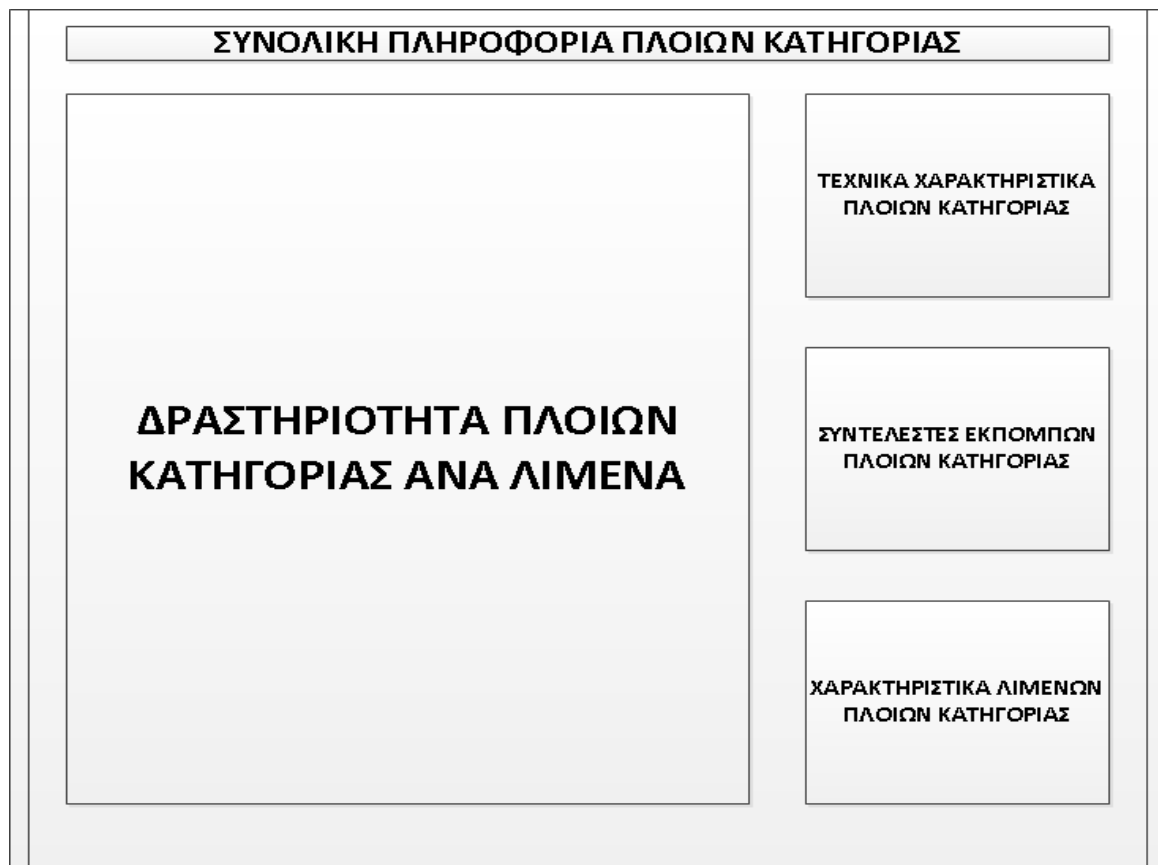 ΣΥΝΟΛΙΚΗ ΠΛΗΡΟΦΟΡΙΑ ΠΛΟΙΩΝ ΚΑΤΗΓΟΡΙΑΣ
ΔΡΑΣΤΗΡΙΟΤΗΤΑ ΠΛΟΙΩΝ
ΚΑΤΗΓΟΡΙΑΣ ΑΝΑ ΛΙΜΕΝΑ
ΤΕΧΝΙΚΑ ΧΑΡΑΚΤΗΡΙΣΤΙΚΑ
ΠΛΟΙΩΝ ΚΑΤΗΓΟΡΙΑΣ
ΣΥΝΤΕΛΕΣΤΕΣ ΕΚΠΟΜΠΩΝ
ΠΛΟΙΩΝ ΚΑΤΗΓΟΡΙΑΣ
ΧΑΡΑΚΤΗΡΙΣΤΙΚΑ ΛΙΜΕΝΩΝ
ΠΛΟΙΩΝ ΚΑΤΗΓΟΡΙΑΣ